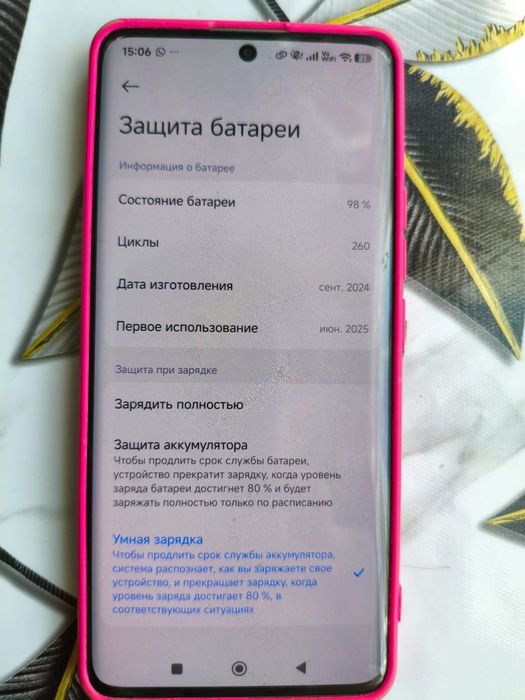 15:06 ... Vo WiFi 21
Защита батареи
Информация о батарее
Состояние батареи 98 %
Циклы 260
Дата изготовления сент. 2024
Первое использование июн. 2025
Защита при зарядке
Зарядить полностью
Защита аккумулятора
Чтобы продлить срок службы батареи,
устройство прекратит зарядку, когда уровень
заряда батареи достигнет 80 % и будет
заряжать полностью только по расписанию
Умная зарядка
Чтобы продлить срок службы аккумулятора,
система распознает, как вы заряжаете свое
устройство, и прекращает зарядку, когда
уровень заряда достигает 80 %, в
соответствующих ситуациях